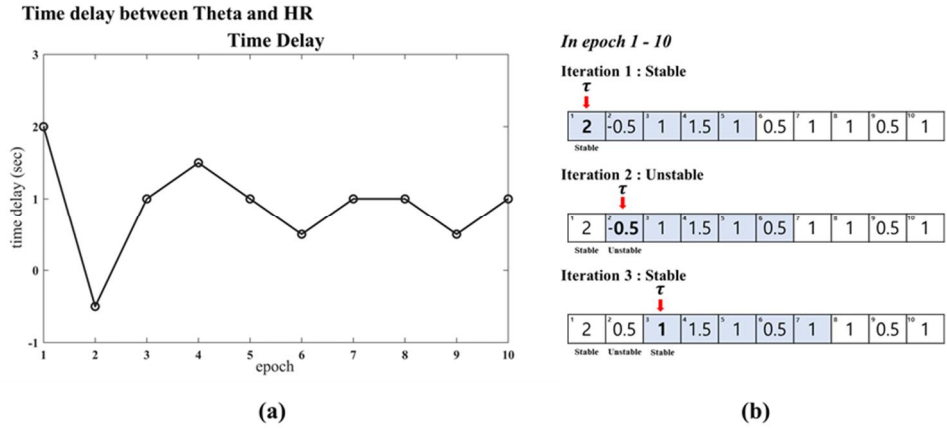 Time delay between Theta and HR
Time Delay
time delay (sec)
3
2
1
0
-1
1 2 3 4 5 6 7 8 9 10
epoch
(a)
In epoch 1 - 10
Iteration 1 : Stable
τ
1 2 3 4 5 6 7 8 9 10
2 -0.5 1 1.5 1 0.5 1 1 0.5 1
Stable
Iteration 2 : Unstable
τ
1 2 3 4 5 6 7 8 9 10
2 -0.5 1 1.5 1 0.5 1 1 0.5 1
Stable Unstable
Iteration 3 : Stable
τ
1 2 3 4 5 6 7 8 9 10
2 0.5 1 1.5 1 0.5 1 1 0.5 1
Stable Unstable Stable
(b)